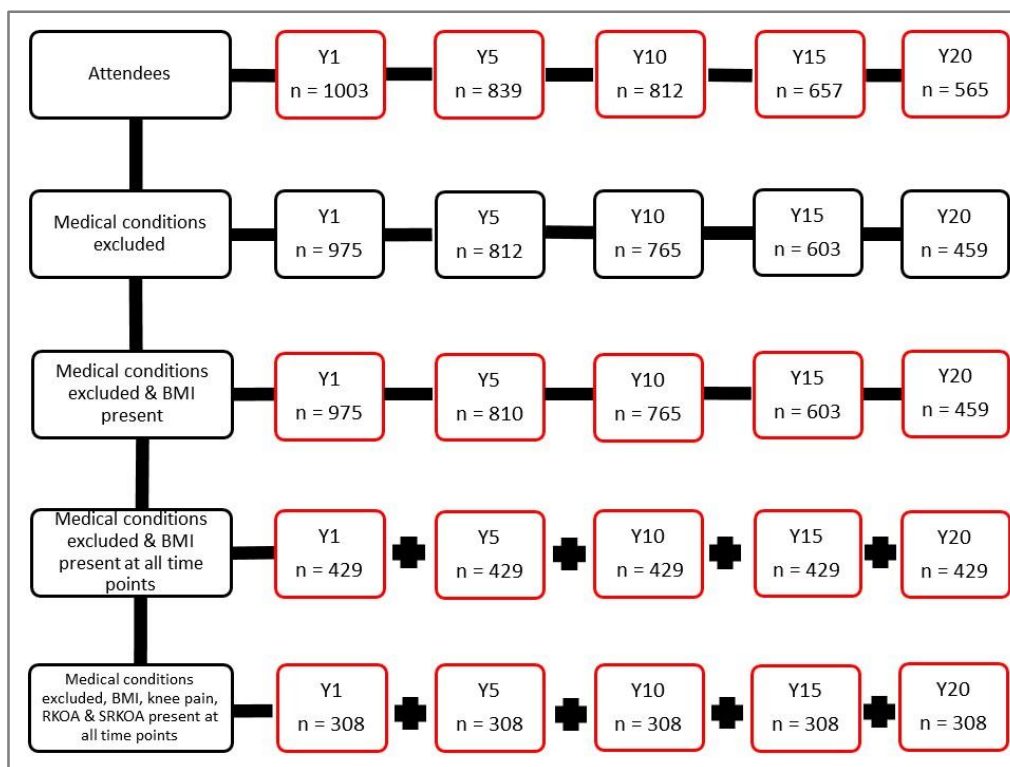 Attendees
Y1
n = 1003
Y5
n = 839
Y10
n = 812
Y15
n = 657
Y20
n = 565
Medical conditions
excluded
Y1
n = 975
Y5
n = 812
Y10
n = 765
Y15
n = 603
Y20
n = 459
Medical conditions
excluded & BMI
present
Y1
n = 975
Y5
n = 810
Y10
n = 765
Y15
n = 603
Y20
n = 459
Medical conditions
excluded & BMI
present at all time
points
Y1
n = 429
Y5
n = 429
Y10
n = 429
Y15
n = 429
Y20
n = 429
Medical conditions
excluded, BMI, knee pain,
RKOA & SRKOA present at
all time points
Y1
n = 308
Y5
n = 308
Y10
n = 308
Y15
n = 308
Y20
n = 308